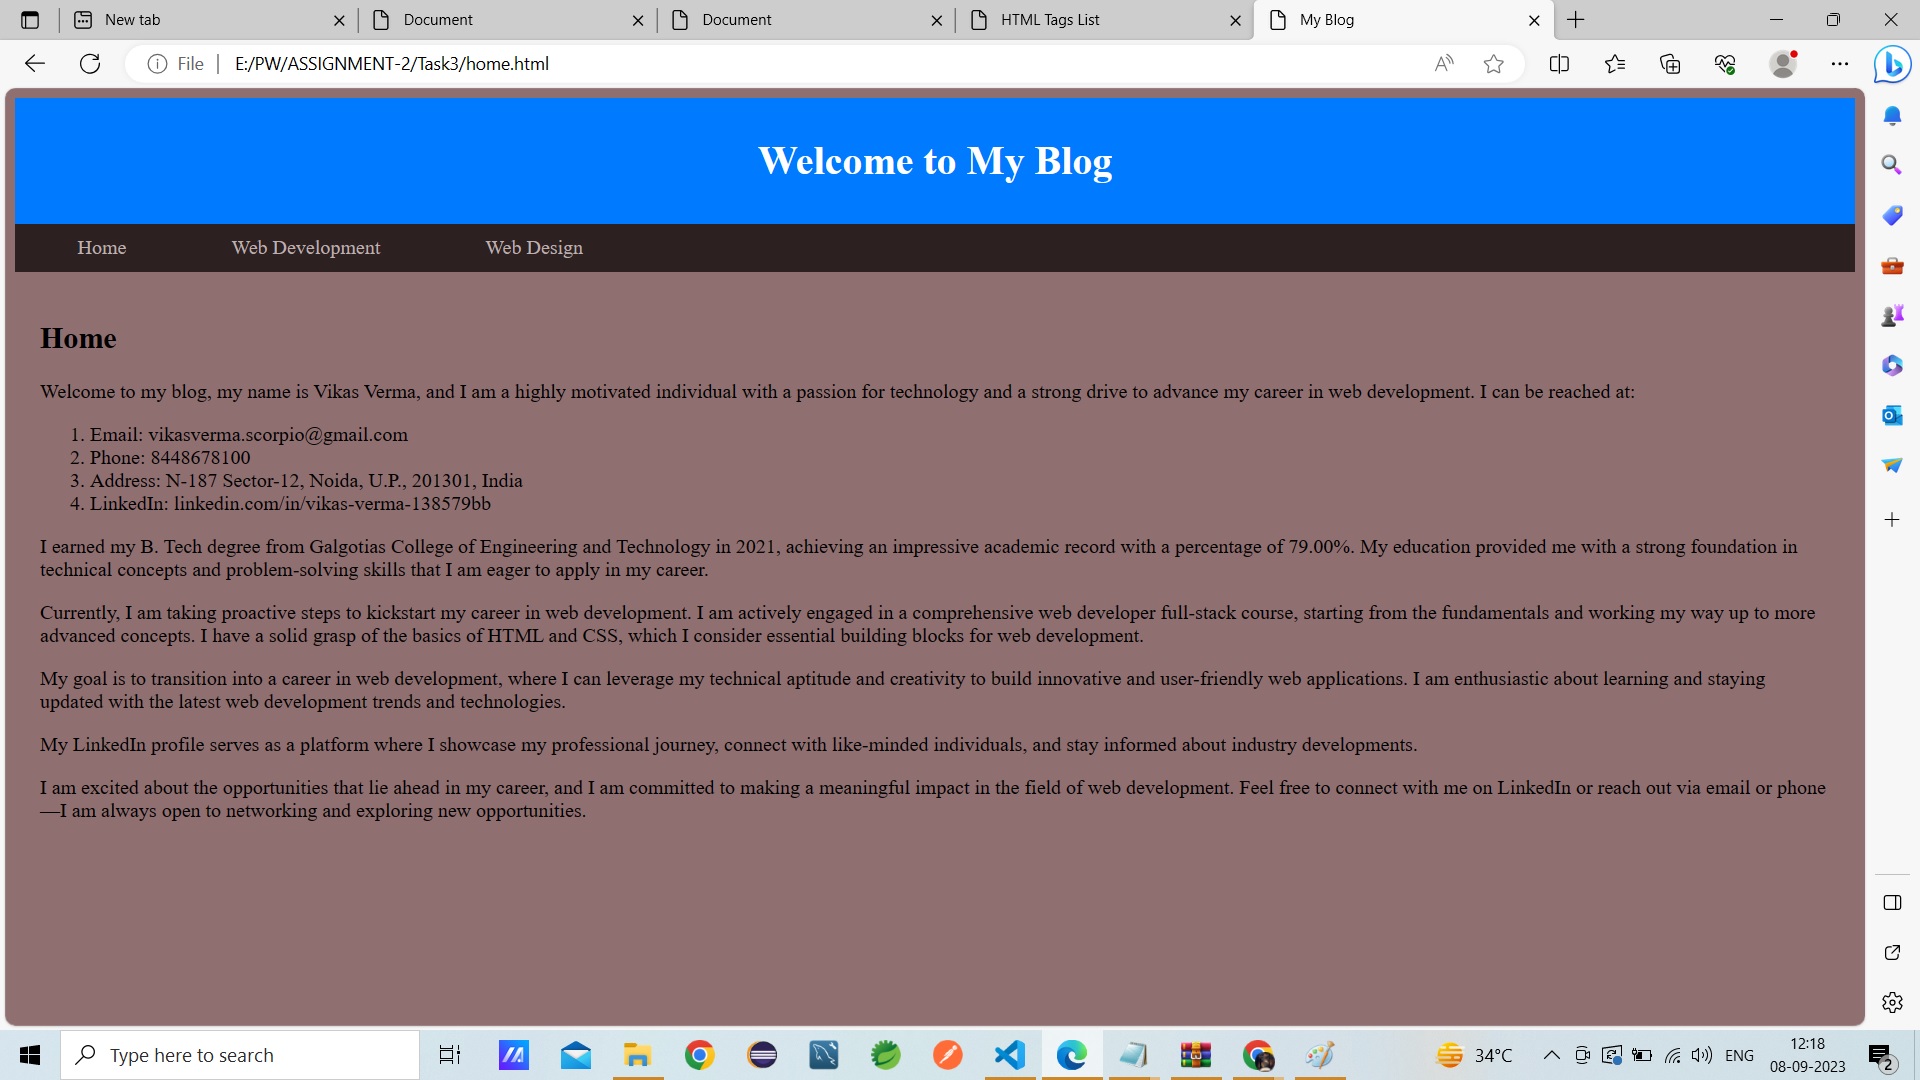 New tab
Document
Document
HTML Tags List
My Blog
File
E:/PW/ASSIGNMENT-2/Task3/home.html
Welcome to My Blog
Home
Web Development
Web Design
Home
Welcome to my blog, my name is Vikas Verma, and I am a highly motivated individual with a passion for technology and a strong drive to advance my career in web development. I can be reached at:
1. Email: vikasverma.scorpio@gmail.com
2. Phone: 8448678100
3. Address: N-187 Sector-12, Noida, U.P., 201301, India
4. LinkedIn: linkedin.com/in/vikas-verma-138579bb
I earned my B. Tech degree from Galgotias College of Engineering and Technology in 2021, achieving an impressive academic record with a percentage of 79.00%. My education provided me with a strong foundation in
technical concepts and problem-solving skills that I am eager to apply in my career.
Currently, I am taking proactive steps to kickstart my career in web development. I am actively engaged in a comprehensive web developer full-stack course, starting from the fundamentals and working my way up to more
advanced concepts. I have a solid grasp of the basics of HTML and CSS, which I consider essential building blocks for web development.
My goal is to transition into a career in web development, where I can leverage my technical aptitude and creativity to build innovative and user-friendly web applications. I am enthusiastic about learning and staying
updated with the latest web development trends and technologies.
My LinkedIn profile serves as a platform where I showcase my professional journey, connect with like-minded individuals, and stay informed about industry developments.
I am excited about the opportunities that lie ahead in my career, and I am committed to making a meaningful impact in the field of web development. Feel free to connect with me on LinkedIn or reach out via email or phone
—I am always open to networking and exploring new opportunities.
Type here to search
34°C
ENG
12:18
08-09-2023
2